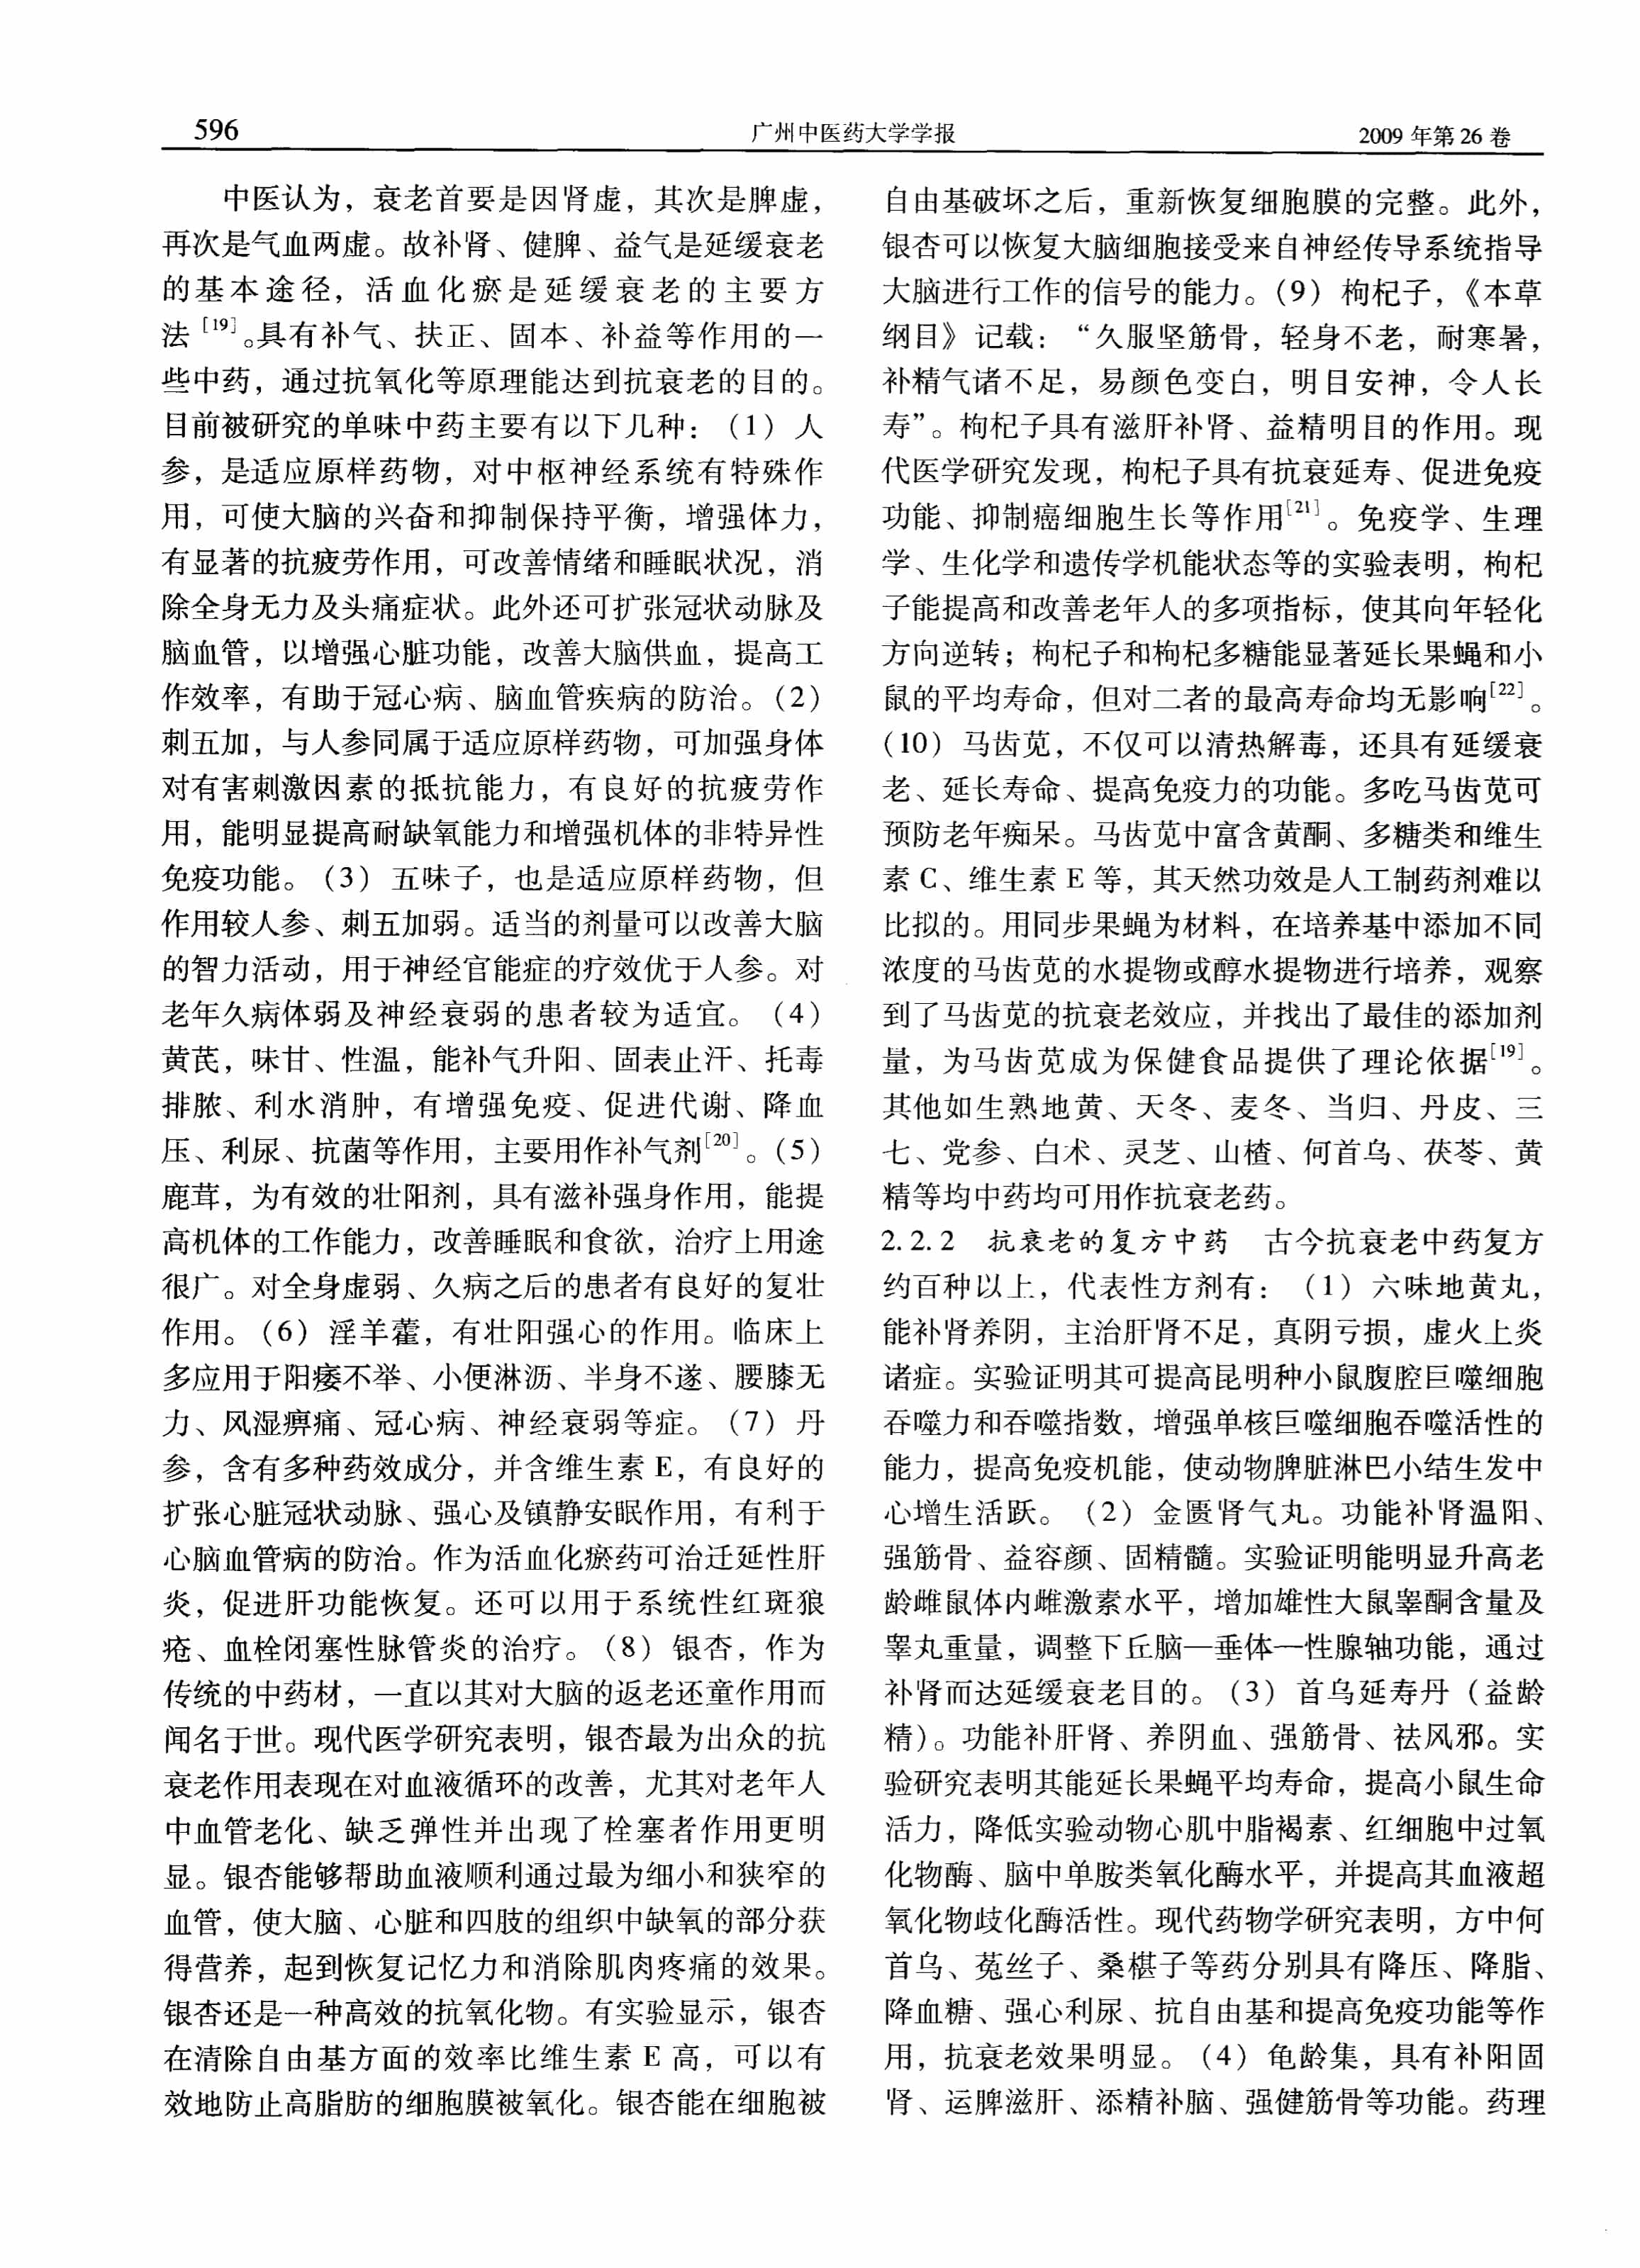 596
广州中医药大学学报
2009 年第 26 卷
中医认为，衰老首要是因肾虚，其次是脾虚，
再次是气血两虚。故补肾、健脾、益气是延缓衰老
的基本途径，活血化瘀是延缓衰老的主要方
法［19］。具有补气、扶正、固本、补益等作用的一
些中药，通过抗氧化等原理能达到抗衰老的目的。
目前被研究的单味中药主要有以下几种：（1）人
参，是适应原样药物，对中枢神经系统有特殊作
用，可使大脑的兴奋和抑制保持平衡，增强体力，
有显著的抗疲劳作用，可改善情绪和睡眠状况，消
除全身无力及头痛症状。此外还可扩张冠状动脉及
脑血管，以增强心脏功能，改善大脑供血，提高工
作效率，有助于冠心病、脑血管疾病的防治。（2）
刺五加，与人参同属于适应原样药物，可加强身体
对有害刺激因素的抵抗能力，有良好的抗疲劳作
用，能明显提高耐缺氧能力和增强机体的非特异性
免疫功能。（3）五味子，也是适应原样药物，但
作用较人参、刺五加弱。适当的剂量可以改善大脑
的智力活动，用于神经官能症的疗效优于人参。对
老年久病体弱及神经衰弱的患者较为适宜。（4）
黄芪，味甘、性温，能补气升阳、固表止汗、托毒
排脓、利水消肿，有增强免疫、促进代谢、降血
压、利尿、抗菌等作用，主要用作补气剂［20］。（5）
鹿茸，为有效的壮阳剂，具有滋补强身作用，能提
高机体的工作能力，改善睡眠和食欲，治疗上用途
很广。对全身虚弱、久病之后的患者有良好的复壮
作用。（6）淫羊藿，有壮阳强心的作用。临床上
多应用于阳痿不举、小便淋沥、半身不遂、腰膝无
力、风湿痹痛、冠心病、神经衰弱等症。（7）丹
参，含有多种药效成分，并含维生素 E，有良好的
扩张心脏冠状动脉、强心及镇静安眠作用，有利于
心脑血管病的防治。作为活血化瘀药可治迁延性肝
炎，促进肝功能恢复。还可以用于系统性红斑狼
疮、血栓闭塞性脉管炎的治疗。（8）银杏，作为
传统的中药材，一直以其对大脑的返老还童作用而
闻名于世。现代医学研究表明，银杏最为出众的抗
衰老作用表现在对血液循环的改善，尤其对老年人
中血管老化、缺乏弹性并出现了栓塞者作用更明
显。银杏能够帮助血液顺利通过最为细小和狭窄的
血管，使大脑、心脏和四肢的组织中缺氧的部分获
得营养，起到恢复记忆力和消除肌肉疼痛的效果。
银杏还是一种高效的抗氧化物。有实验显示，银杏
在清除自由基方面的效率比维生素 E 高，可以有
效地防止高脂肪的细胞膜被氧化。银杏能在细胞被
自由基破坏之后，重新恢复细胞膜的完整。此外，
银杏可以恢复大脑细胞接受来自神经传导系统指导
大脑进行工作的信号的能力。（9）枸杞子，《本草
纲目》记载：“久服坚筋骨，轻身不老，耐寒暑，
补精气诸不足，易颜色变白，明目安神，令人长
寿”。枸杞子具有滋肝补肾、益精明目的作用。现
代医学研究发现，枸杞子具有抗衰延寿、促进免疫
功能、抑制癌细胞生长等作用［21］。免疫学、生理
学、生化学和遗传学机能状态等的实验表明，枸杞
子能提高和改善老年人的多项指标，使其向年轻化
方向逆转；枸杞子和枸杞多糖能显著延长果蝇和小
鼠的平均寿命，但对二者的最高寿命均无影响［22］。
（10）马齿苋，不仅可以清热解毒，还具有延缓衰
老、延长寿命、提高免疫力的功能。多吃马齿苋可
预防老年痴呆。马齿苋中富含黄酮、多糖类和维生
素 C、维生素 E 等，其天然功效是人工制药剂难以
比拟的。用同步果蝇为材料，在培养基中添加不同
浓度的马齿苋的水提物或醇水提物进行培养，观察
到了马齿苋的抗衰老效应，并找出了最佳的添加剂
量，为马齿苋成为保健食品提供了理论依据［19］。
其他如生熟地黄、天冬、麦冬、当归、丹皮、三
七、党参、白术、灵芝、山楂、何首乌、茯苓、黄
精等均中药均可用作抗衰老药。
2.2.2 抗衰老的复方中药 古今抗衰老中药复方
约百种以上，代表性方剂有：（1）六味地黄丸，
能补肾养阴，主治肝肾不足，真阴亏损，虚火上炎
诸症。实验证明其可提高昆明种小鼠腹腔巨噬细胞
吞噬力和吞噬指数，增强单核巨噬细胞吞噬活性的
能力，提高免疫机能，使动物脾脏淋巴小结生发中
心增生活跃。（2）金匮肾气丸。功能补肾温阳、
强筋骨、益容颜、固精髓。实验证明能明显升高老
龄雌鼠体内雌激素水平，增加雄性大鼠睾酮含量及
睾丸重量，调整下丘脑—垂体—性腺轴功能，通过
补肾而达延缓衰老目的。（3）首乌延寿丹（益龄
精）。功能补肝肾、养阴血、强筋骨、祛风邪。实
验研究表明其能延长果蝇平均寿命，提高小鼠生命
活力，降低实验动物心肌中脂褐素、红细胞中过氧
化物酶、脑中单胺类氧化酶水平，并提高其血液超
氧化物歧化酶活性。现代药物学研究表明，方中何
首乌、菟丝子、桑椹子等药分别具有降压、降脂、
降血糖、强心利尿、抗自由基和提高免疫功能等作
用，抗衰老效果明显。（4）龟龄集，具有补阳固
肾、运脾滋肝、添精补脑、强健筋骨等功能。药理